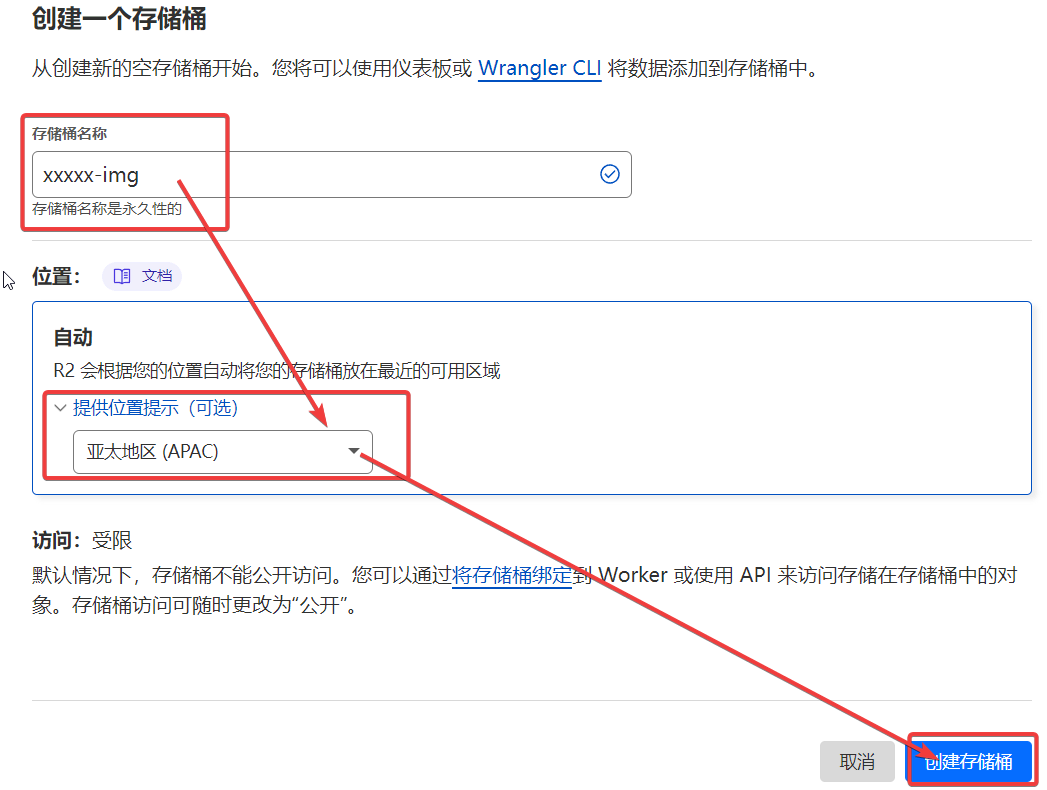 创建一个存储桶
从创建新的空存储桶开始。您将可以使用仪表板或 Wrangler CLI 将数据添加到存储桶中。
存储桶名称
xxxxx-img
存储桶名称是永久性的
位置： 文档
自动
R2 会根据您的位置自动将您的存储桶放在最近的可用区域
提供位置提示（可选）
亚太地区 (APAC)
访问：受限
默认情况下，存储桶不能公开访问。您可以通过将存储桶绑定到 Worker 或使用 API 来访问存储在存储桶中的对
象。存储桶访问可随时更改为“公开”。
取消 创建存储桶